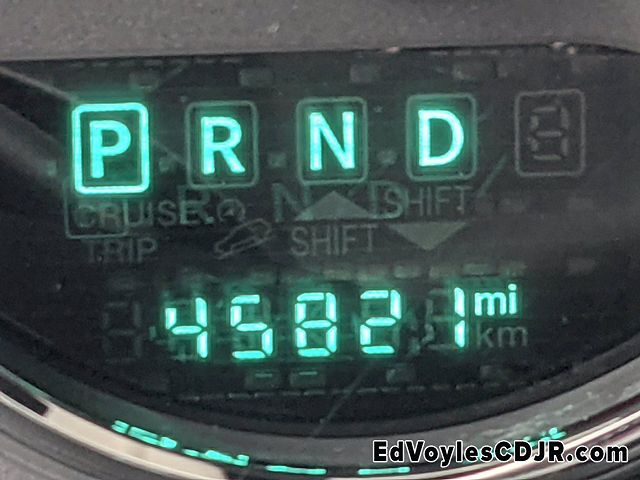 P R N D
CRUISE SHIFT
TRIP SHIFT
45821 mi
km
EdVoylesCDJR.com